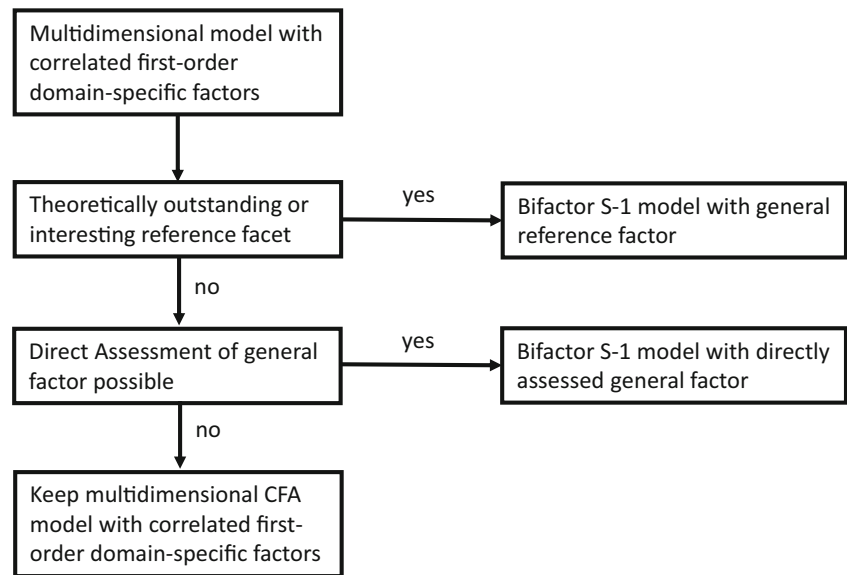 Multidimensional model with
correlated first-order
domain-specific factors
Theoretically outstanding or
interesting reference facet
yes
Bifactor S-1 model with general
reference factor
no
Direct Assessment of general
factor possible
yes
Bifactor S-1 model with directly
assessed general factor
no
Keep multidimensional CFA
model with correlated first-
order domain-specific factors